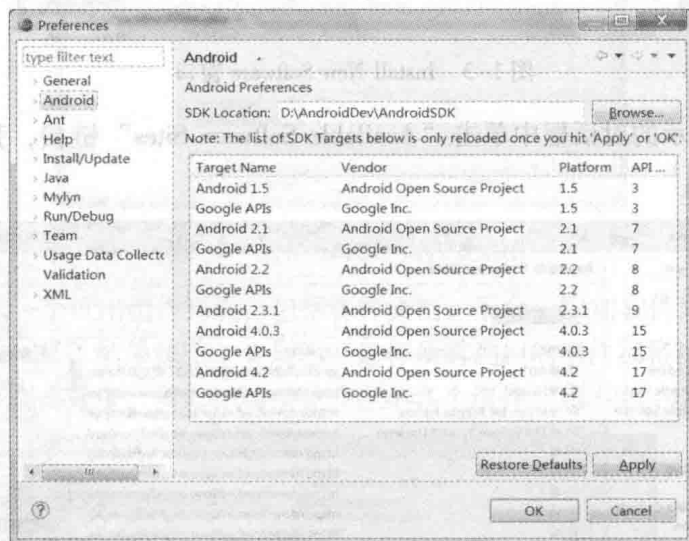 Preferences
type filter text
General
Android
Ant
Help
Install/Update
Java
Mylyn
Run/Debug
Team
Usage Data Collecto
Validation
XML
Android
Android Preferences
SDK Location: D:\AndroidDev\AndroidSDK Browse...
Note: The list of SDK Targets below is only reloaded once you hit 'Apply' or 'OK'.
Target Name Vendor Platform API ...
Android 1.5 Android Open Source Project 1.5 3
Google APIs Google Inc. 1.5 3
Android 2.1 Android Open Source Project 2.1 7
Google APIs Google Inc. 2.1 7
Android 2.2 Android Open Source Project 2.2 8
Google APIs Google Inc. 2.2 8
Android 2.3.1 Android Open Source Project 2.3.1 9
Android 4.0.3 Android Open Source Project 4.0.3 15
Google APIs Google Inc. 4.0.3 15
Android 4.2 Android Open Source Project 4.2 17
Google APIs Google Inc. 4.2 17
Restore Defaults Apply
OK Cancel